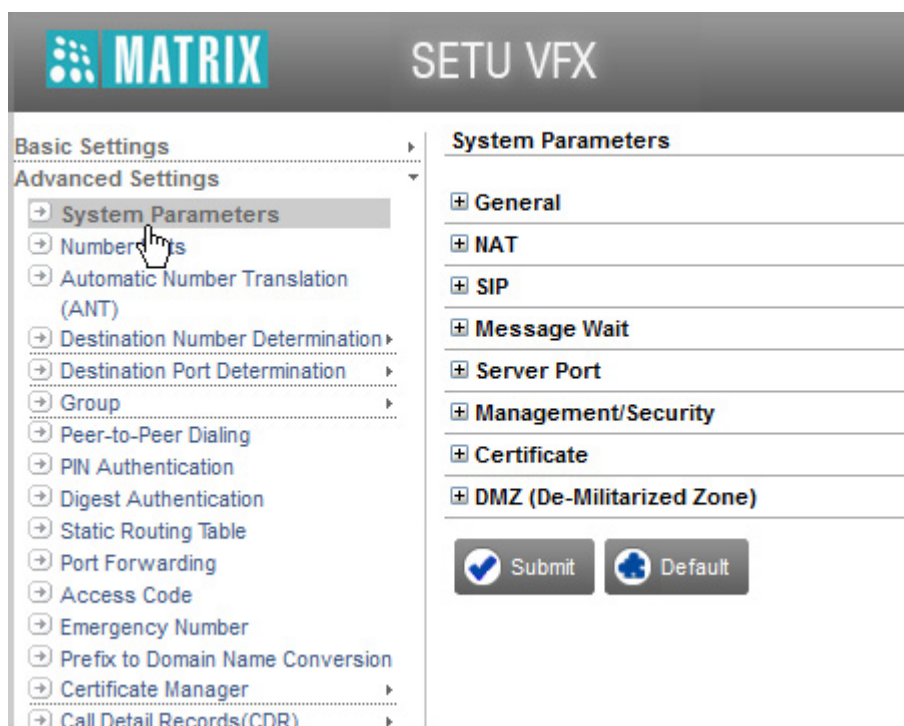 MATRIX
SETU VFX
Basic Settings
Advanced Settings
System Parameters
Number
Automatic Number Translation
(ANT)
Destination Number Determination
Destination Port Determination
Group
Peer-to-Peer Dialing
PIN Authentication
Digest Authentication
Static Routing Table
Port Forwarding
Access Code
Emergency Number
Prefix to Domain Name Conversion
Certificate Manager
Call Detail Records(CDR)
System Parameters
General
NAT
SIP
Message Wait
Server Port
Management/Security
Certificate
DMZ (De-Militarized Zone)
Submit
Default